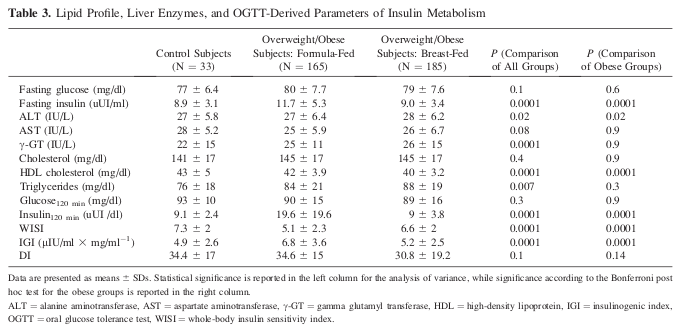 Table 3. Lipid Profile, Liver Enzymes, and OGTT-Derived Parameters of Insulin Metabolism
Control Subjects (N = 33) Overweight/Obese Subjects: Formula-Fed (N = 165) Overweight/Obese Subjects: Breast-Fed (N = 185) P (Comparison of All Groups) P (Comparison of Obese Groups)
Fasting glucose (mg/dl) 77 ± 6.4 80 ± 7.7 79 ± 7.6 0.1 0.6
Fasting insulin (uUI/ml) 8.9 ± 3.1 11.7 ± 5.3 9.0 ± 3.4 0.0001 0.0001
ALT (IU/L) 27 ± 5.8 27 ± 6.4 28 ± 6.2 0.02 0.02
AST (IU/L) 28 ± 5.2 25 ± 5.9 26 ± 6.7 0.08 0.9
γ-GT (IU/L) 22 ± 15 25 ± 11 26 ± 15 0.0001 0.9
Cholesterol (mg/dl) 141 ± 17 145 ± 17 145 ± 17 0.4 0.9
HDL cholesterol (mg/dl) 43 ± 5 42 ± 3.9 40 ± 3.2 0.0001 0.0001
Triglycerides (mg/dl) 76 ± 18 84 ± 21 88 ± 19 0.007 0.3
Glucose120 min (mg/dl) 93 ± 10 90 ± 15 89 ± 16 0.3 0.9
Insulin120 min (uUI /dl) 9.1 ± 2.4 19.6 ± 19.6 9 ± 3.8 0.0001 0.0001
WISI 7.3 ± 2 5.1 ± 2.3 6.6 ± 2 0.0001 0.0001
IGI (μIU/ml × mg/ml−1) 4.9 ± 2.6 6.8 ± 3.6 5.2 ± 2.5 0.0001 0.0001
DI 34.4 ± 17 34.6 ± 15 30.8 ± 19.2 0.1 0.14
Data are presented as means ± SDs. Statistical significance is reported in the left column for the analysis of variance, while significance according to the Bonferroni post
hoc test for the obese groups is reported in the right column.
ALT = alanine aminotransferase, AST = aspartate aminotransferase, γ-GT = gamma glutamyl transferase, HDL = high-density lipoprotein, IGI = insulinogenic index,
OGTT = oral glucose tolerance test, WISI = whole-body insulin sensitivity index.